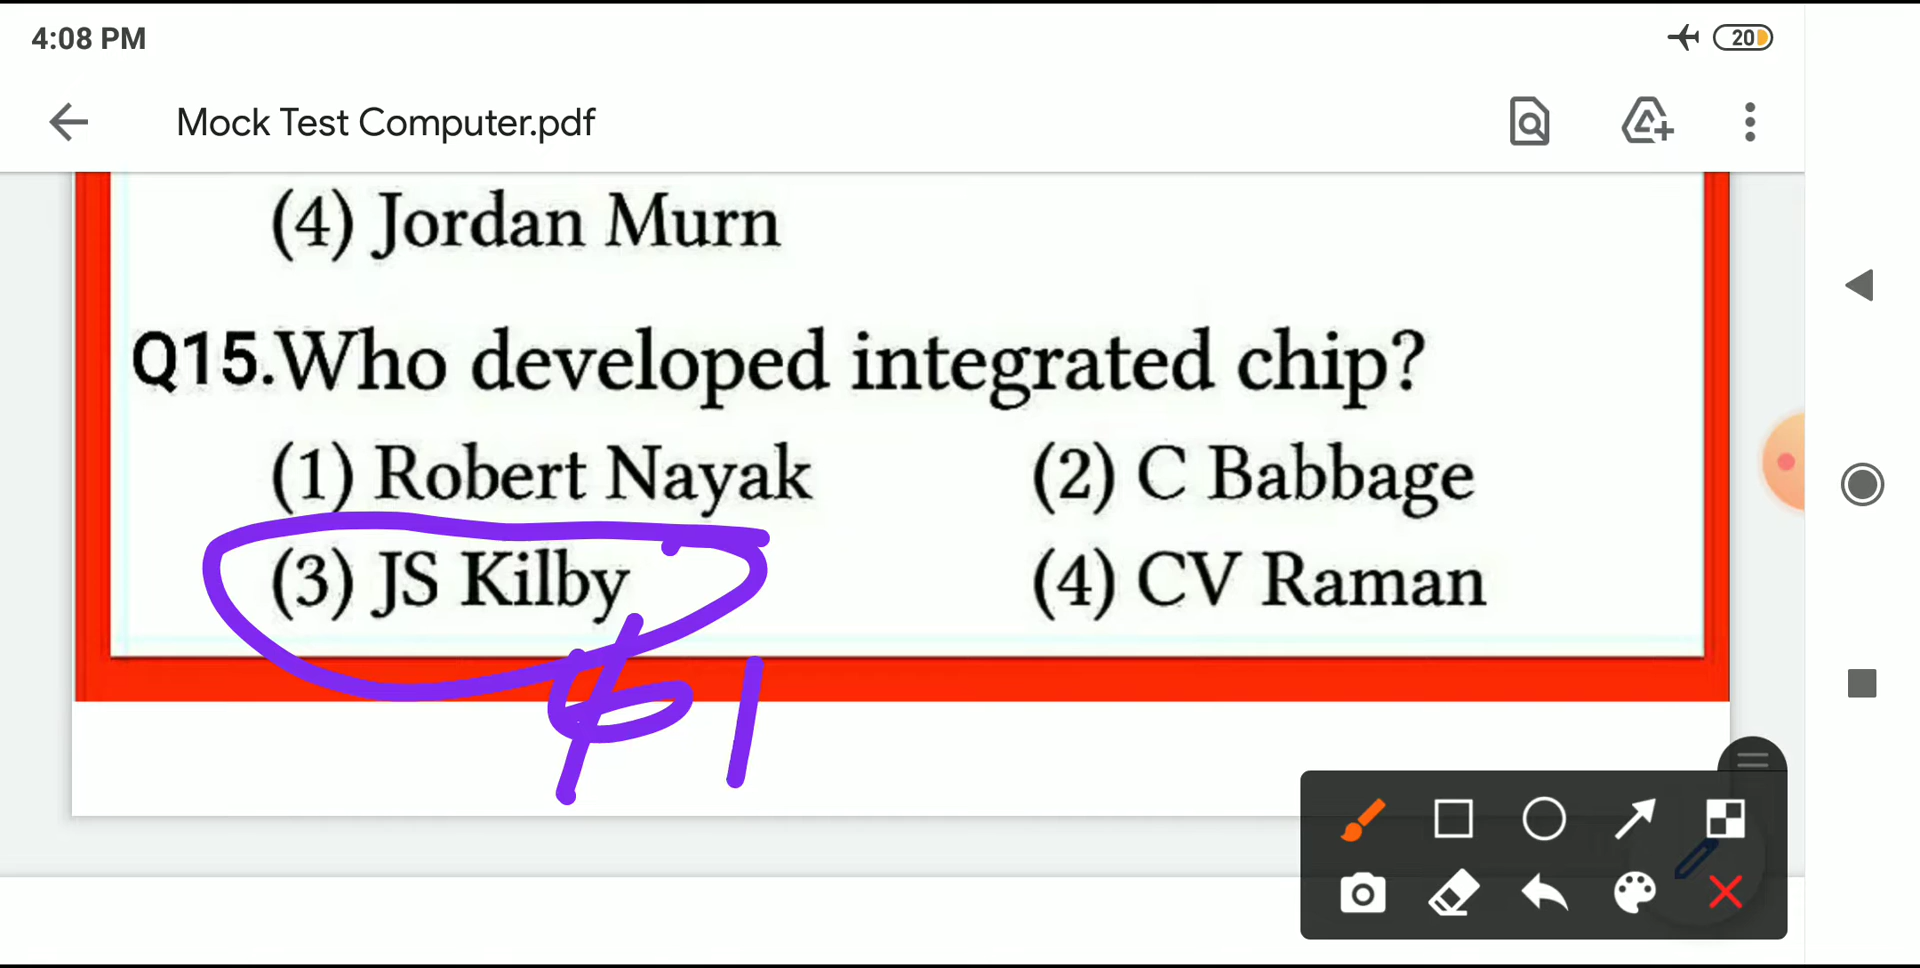 4:08 PM
20
Mock Test Computer.pdf
(4) Jordan Murn
Q15.Who developed integrated chip?
(1) Robert Nayak (2) C Babbage
(3) JS Kilby (4) CV Raman